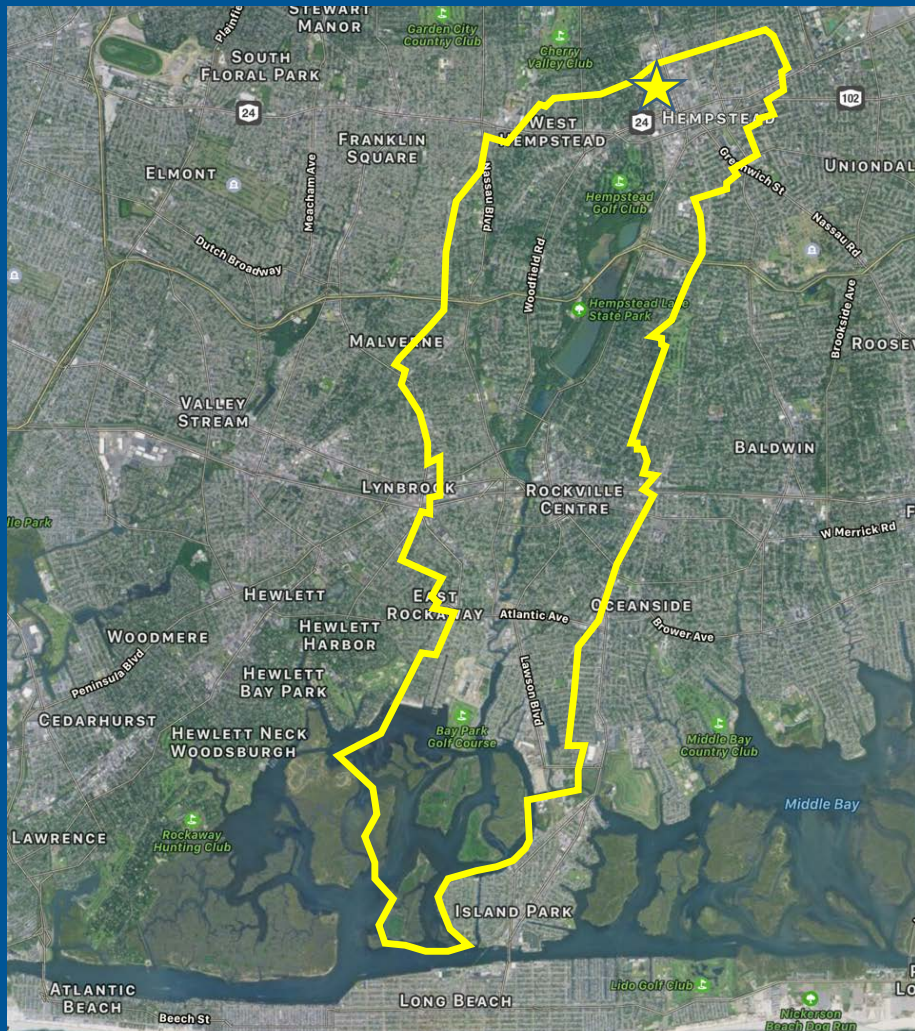 STEWART
MANOR
Garden City
Country Club
Cherry
Valley Club
SOUTH
FLORAL PARK
24
102
24
HEMPSTEAD
WEST
HEMPSTEAD
FRANKLIN
SQUARE
ELMONT
Meacham Ave
Nassau Blvd
Greenwich St
UNIONDAL
Hempstead
Golf Club
Nassau Rd
Dutch Broadway
Woodfield Rd
Hempstead Lake
State Park
Brookside Ave
MALVERNE
ROOSEV
VALLEY
STREAM
BALDWIN
LYNBROOK
ROCKVILLE
CENTRE
lle Park
F
W Merrick Rd
HEWLETT
EAST
ROCKAWAY
Atlantic Ave
OCEANSIDE
Brower Ave
WOODMERE
HEWLETT
HARBOR
Peninsula Blvd
HEWLETT
BAY PARK
Lawson Blvd
CEDARHURST
HEWLETT NECK
WOODSBURGH
Bay Park
Golf Course
Middle Bay
Country Club
Middle Bay
LAWRENCE
Rockaway
Hunting Club
ISLAND PARK
ATLANTIC
BEACH
LONG BEACH
Lido Golf Club
Beech St
Nickerson
Beach Dog Run